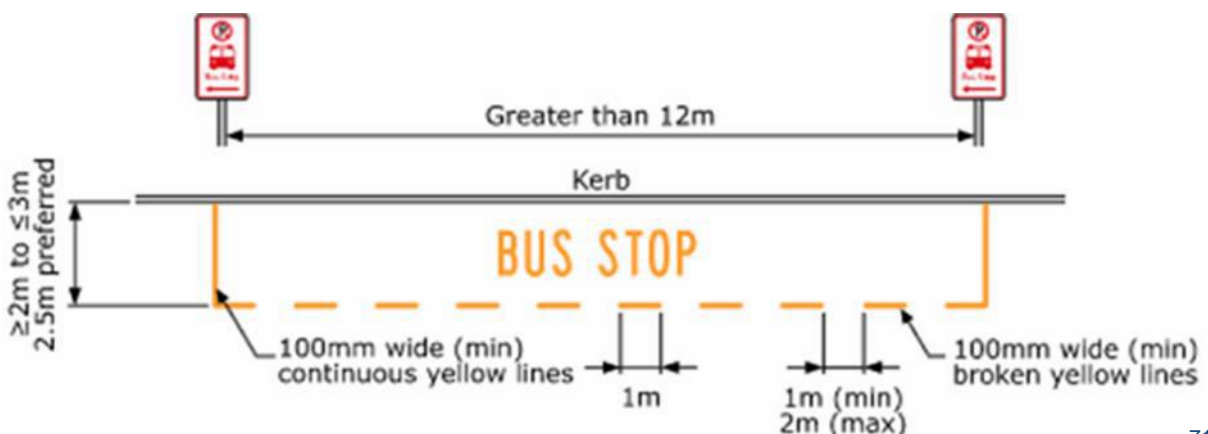 P
P
Greater than 12m
Kerb
≥2m to ≤3m
2.5m preferred
BUS STOP
100mm wide (min)
continuous yellow lines
1m
1m (min)
2m (max)
100mm wide (min)
broken yellow lines